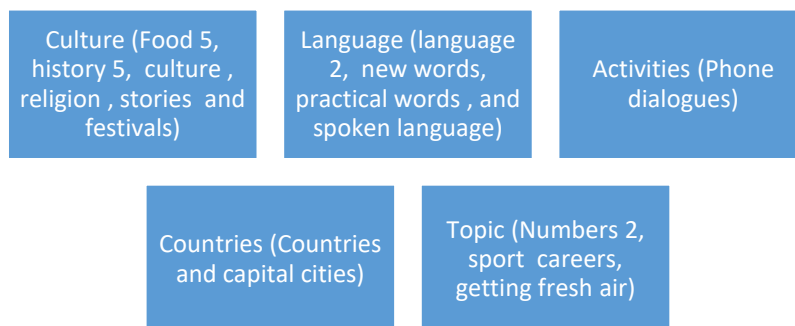 Culture (Food 5,
history 5,  culture ,
religion , stories  and
festivals)
Language (language
2,  new words,
practical words , and
spoken language)
Activities (Phone
dialogues)
Countries (Countries
and capital cities)
Topic (Numbers 2,
sport  careers,
getting fresh air)